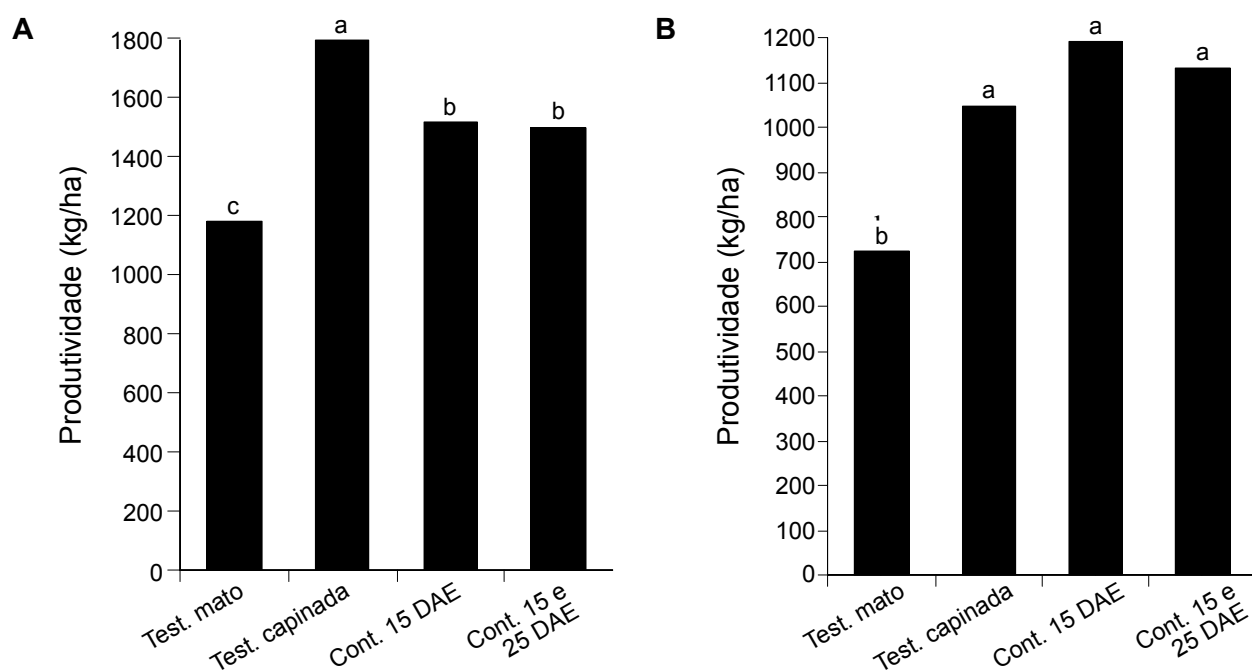 A
Produtividade (kg/ha)
1800
1600
1400
1200
1000
800
600
400
200
0
c
a
b
b
Test. mato
Test. capinada
Cont. 15 DAE
Cont. 15 e
25 DAE
B
Produtividade (kg/ha)
1200
1100
1000
900
800
700
600
500
400
300
200
100
0
b
a
a
a
Test. mato
Test. capinada
Cont. 15 DAE
Cont. 15 e
25 DAE